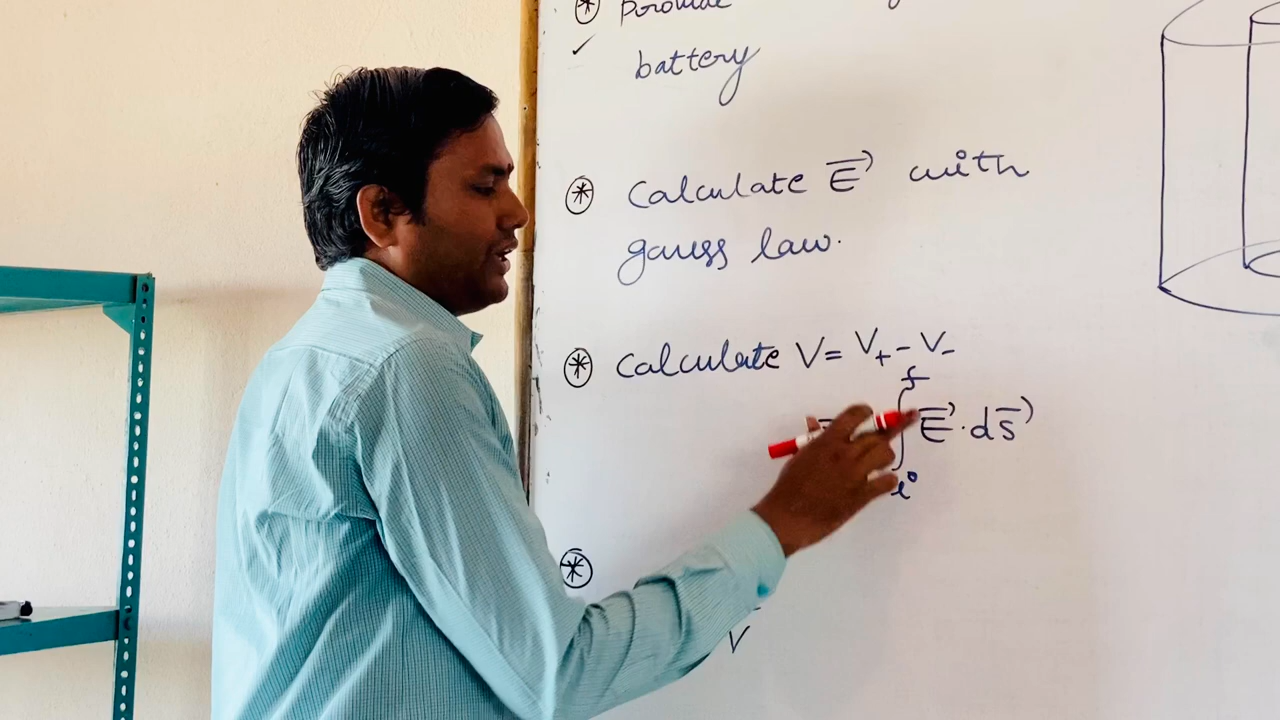 ⊛
✓ battery
⊛ Calculate E⃗ with
gauss law.
⊛ Calculate V = V₊ - V₋
= ∫ E⃗ · ds⃗
f
i
⊛
V